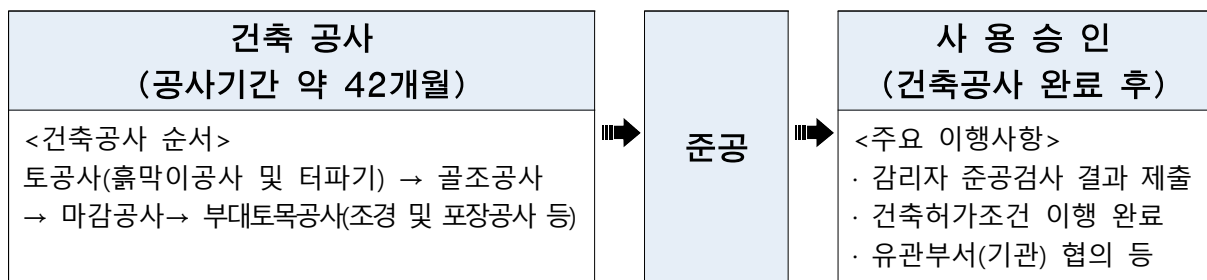 건축 공사
(공사기간 약 42개월)
<건축공사 순서>
토공사(흙막이공사 및 터파기) → 골조공사
→ 마감공사→ 부대토목공사(조경 및 포장공사 등)
준공
사 용 승 인
(건축공사 완료 후)
<주요 이행사항>
· 감리자 준공검사 결과 제출
· 건축허가조건 이행 완료
· 유관부서(기관) 협의 등